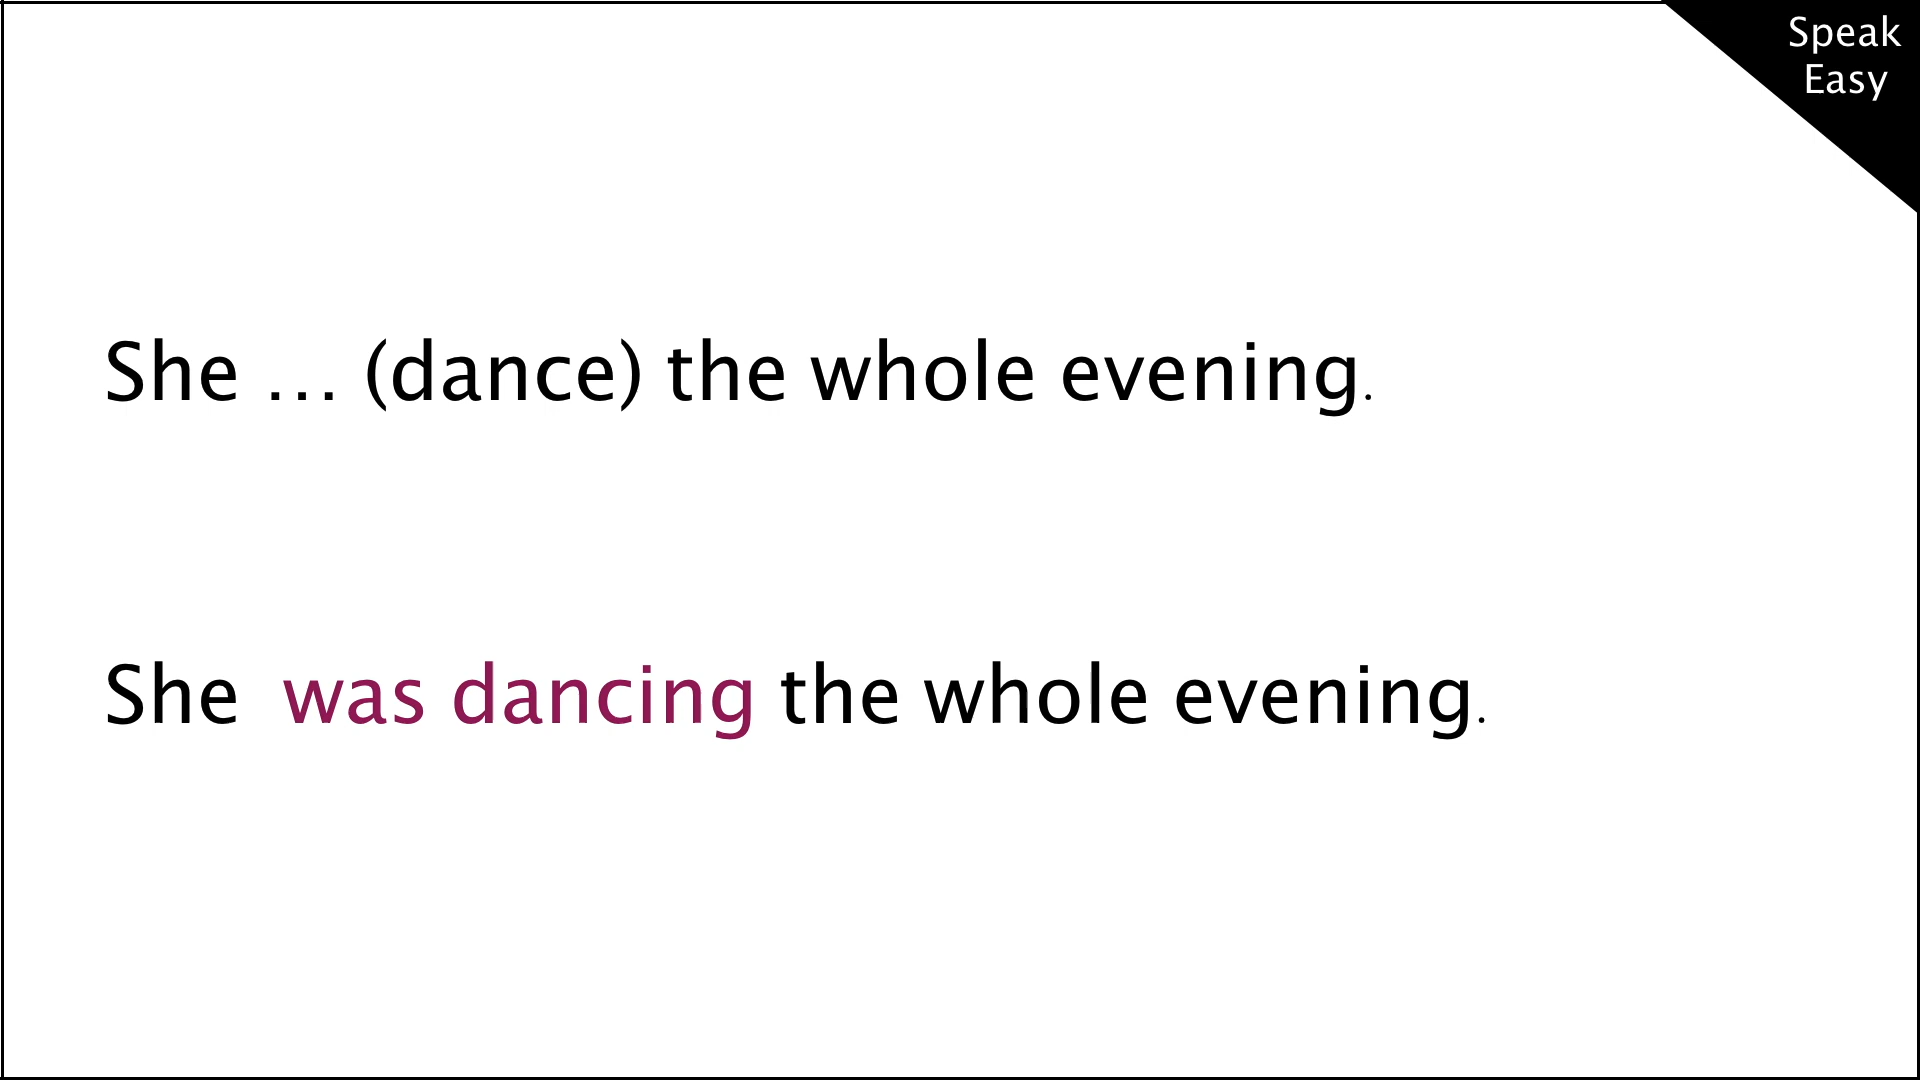 Speak
Easy
She … (dance) the whole evening.
She was dancing the whole evening.